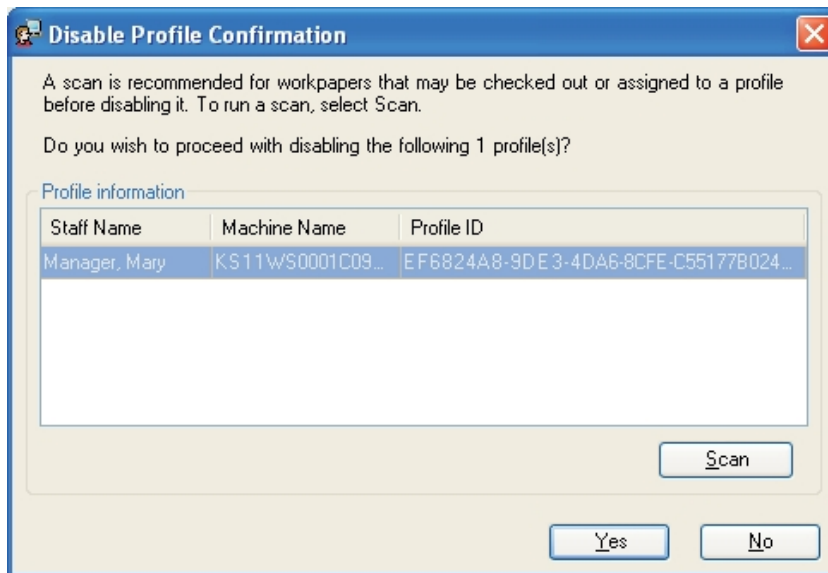 Disable Profile Confirmation
A scan is recommended for workpapers that may be checked out or assigned to a profile
before disabling it. To run a scan, select Scan.
Do you wish to proceed with disabling the following 1 profile(s)?
Profile information
Staff Name Machine Name Profile ID
Manager, Mary KS11WS0001C09... EF6824A8-9DE3-4DA6-8CFE-C55177B024...
Scan
Yes No